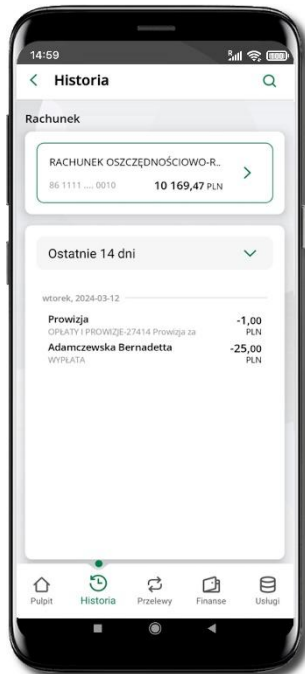 14:59
Historia
Rachunek
RACHUNEK OSZCZĘDNOŚCIOWO-R..
86 1111 .... 0010 10 169,47 PLN
Ostatnie 14 dni
wtorek, 2024-03-12
Prowizja -1,00
OPŁATY I PROWIZJE-27414 Prowizja za PLN
Adamczewska Bernadetta -25,00
WYPŁATA PLN
Pulpit Historia Przelewy Finanse Usługi